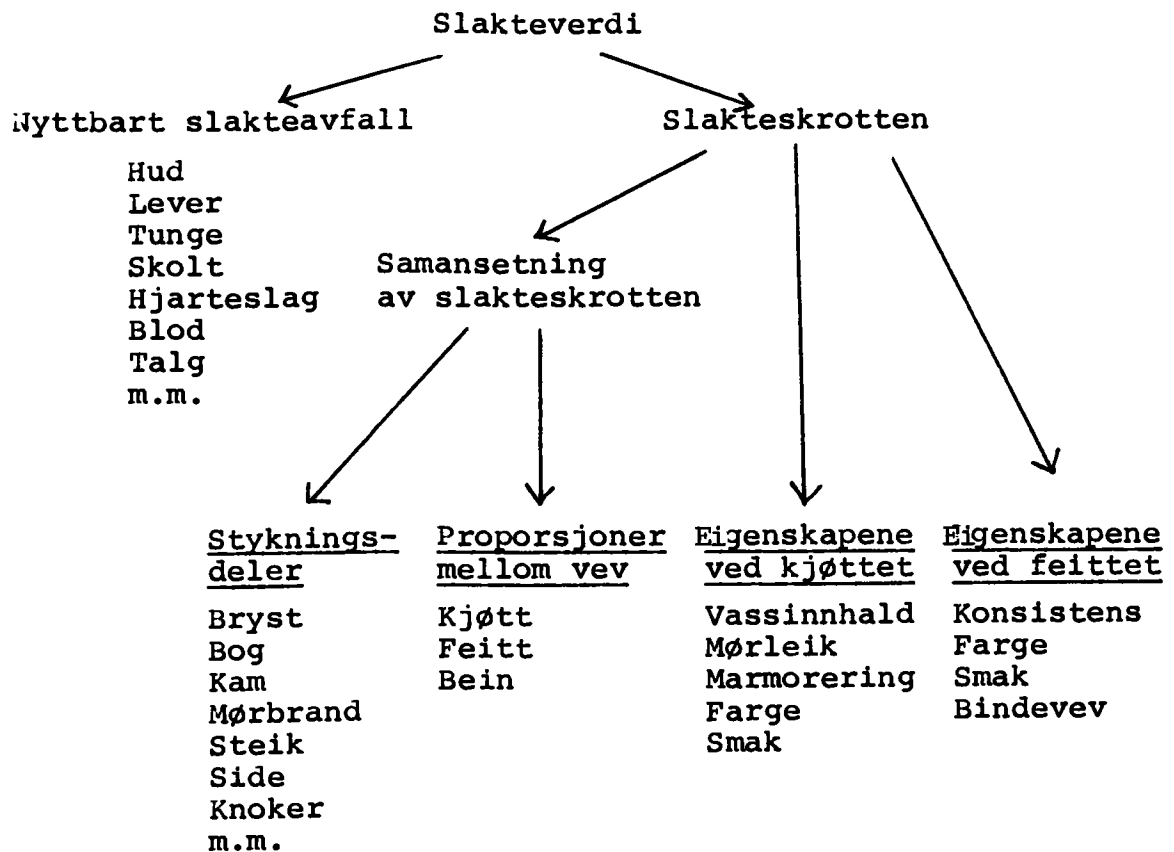 Slakteverdi
Nyttbart slakteavfall
Hud
Lever
Tunge
Skolt
Hjarteslag
Blod
Talg
m.m.
Slakteskrotten
Samansetning
av slakteskrotten
Styknings-
deler
Bryst
Bog
Kam
Mørbrand
Steik
Side
Knoker
m.m.
Proporsjoner
mellom vev
Kjøtt
Feitt
Bein
Eigenskapene
ved kjøttet
Vassinnhald
Mørleik
Marmorering
Farge
Smak
Eigenskapene
ved feittet
Konsistens
Farge
Smak
Bindevev